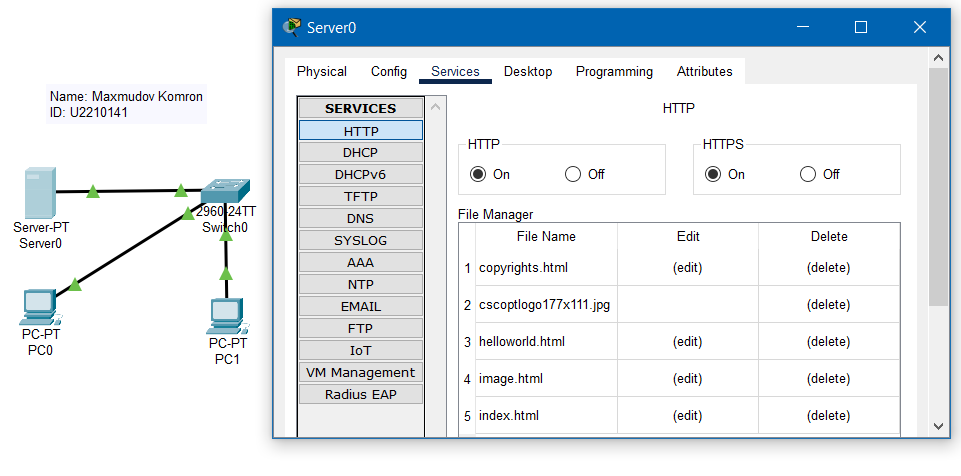 Name: Maxmudov Komron
ID: U2210141
Server-PT
Server0
2960-24TT
Switch0
PC-PT
PC0
PC-PT
PC1
Server0
Physical Config Services Desktop Programming Attributes
SERVICES
HTTP
DHCP
DHCPv6
TFTP
DNS
SYSLOG
AAA
NTP
EMAIL
FTP
IoT
VM Management
Radius EAP
HTTP
HTTP
On Off
HTTPS
On Off
File Manager
File Name Edit Delete
1 copyrights.html (edit) (delete)
2 cscoptlogo177x111.jpg (delete)
3 helloworld.html (edit) (delete)
4 image.html (edit) (delete)
5 index.html (edit) (delete)